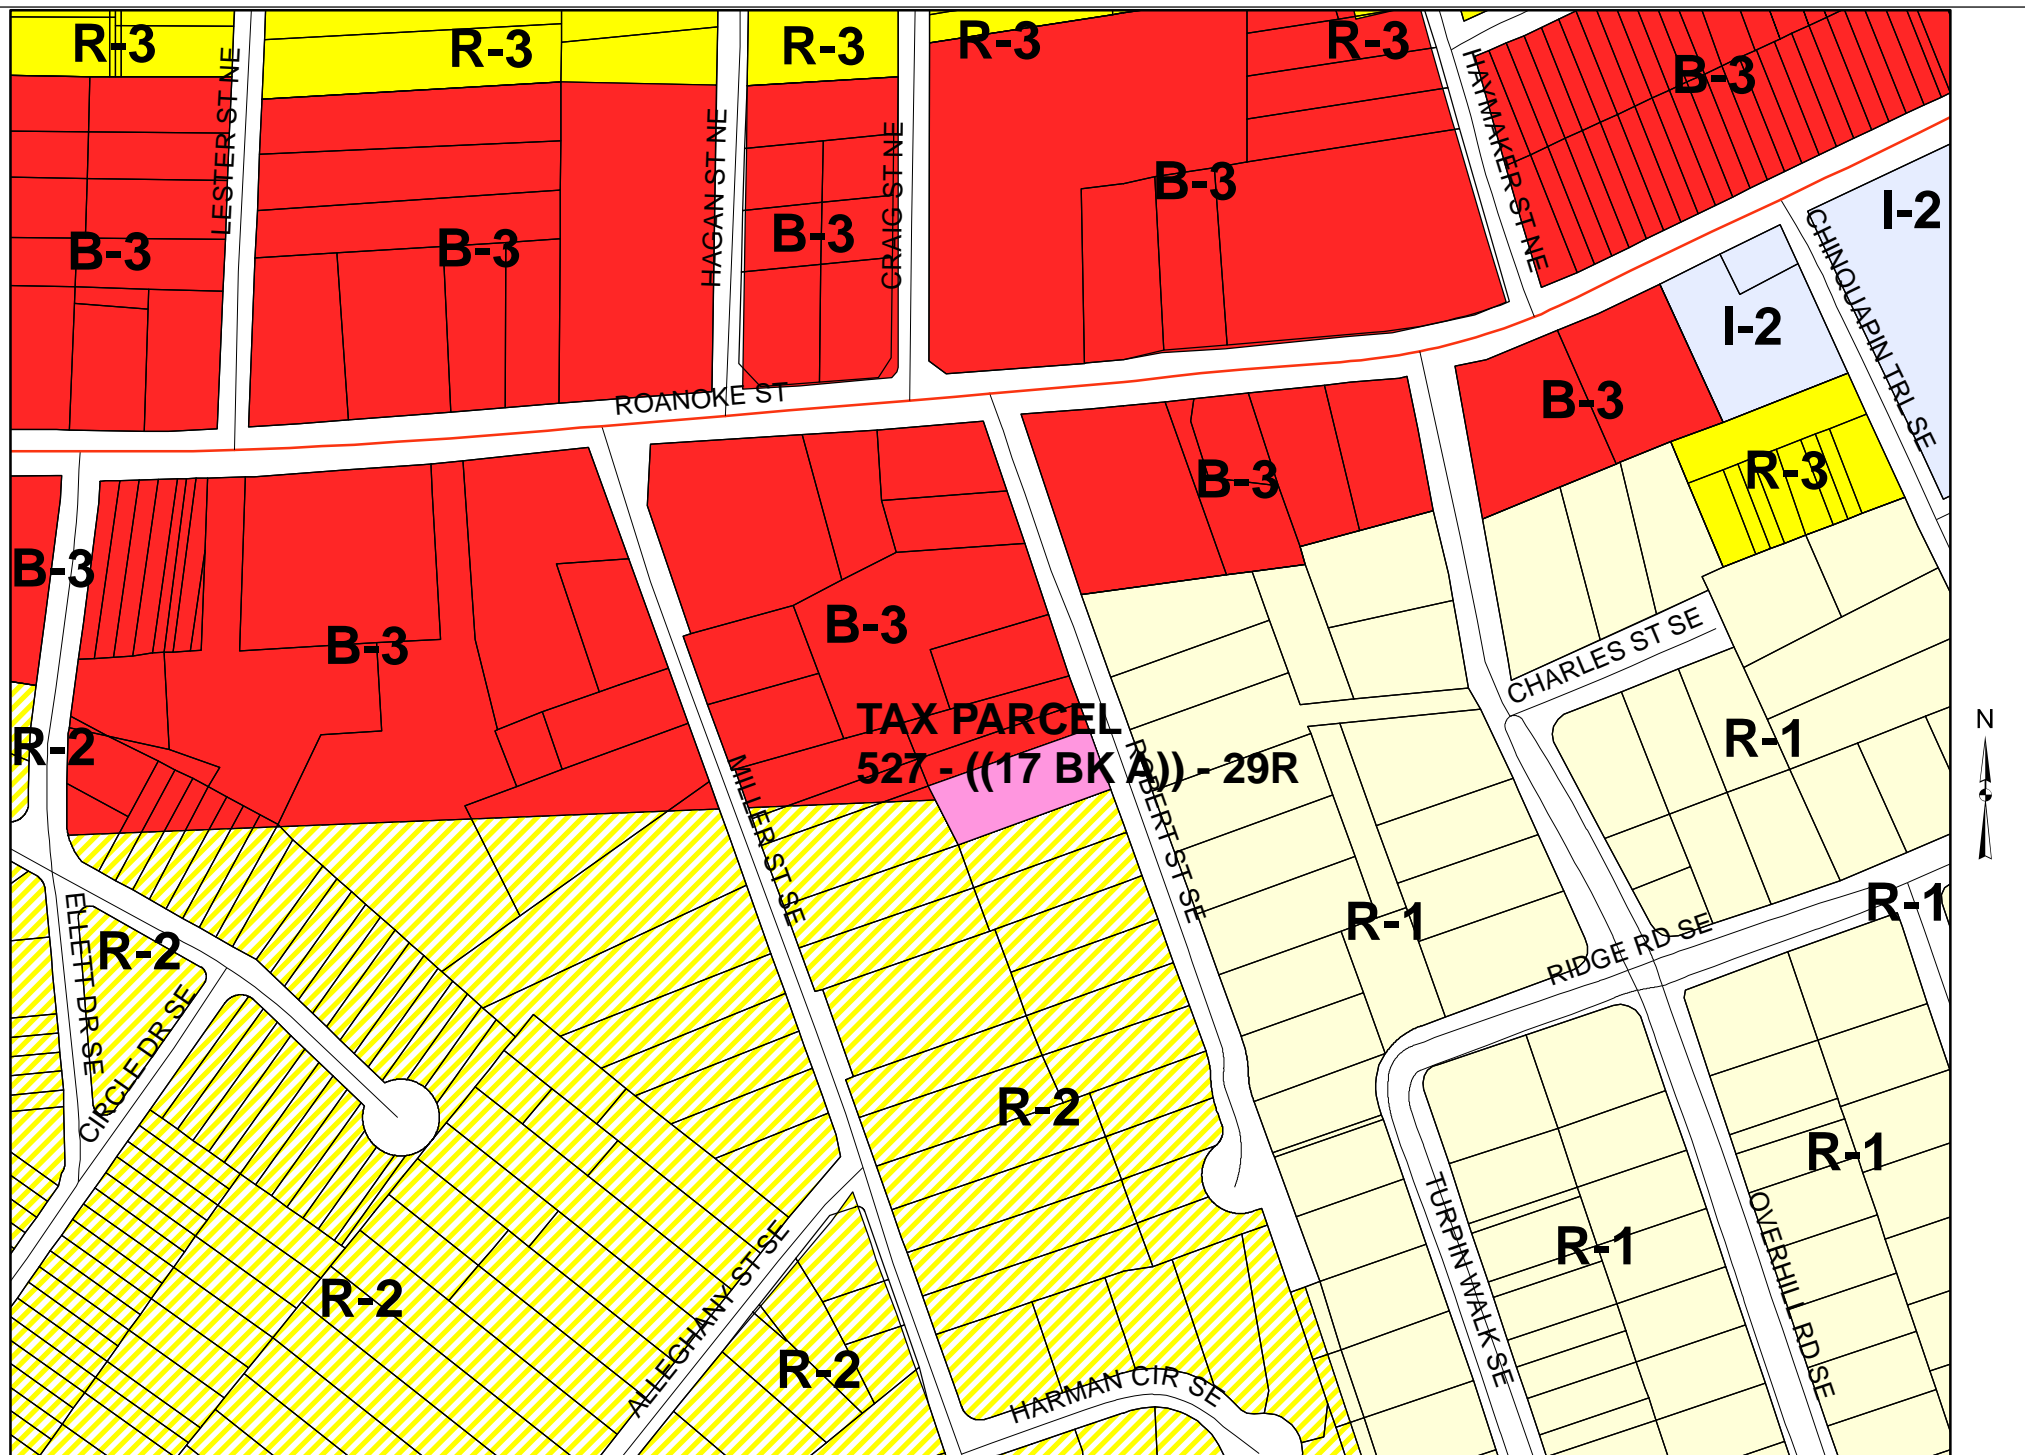 R-3
R-3
R-3
R-3
R-3
B-3
LESTER ST NE
HAGAN ST NE
CRAIG ST NE
HAYMAKER ST NE
B-3
I-2
B-3
B-3
B-3
CHINQUAPIN TRL SE
I-2
ROANOKE ST
B-3
B-3
R-3
B-3
B-3
B-3
CHARLES ST SE
TAX PARCEL
527 - ((17 BK A)) - 29R
R-2
R-1
N
MILLER ST SE
ROBERT ST SE
R-1
R-1
ELLETT DR SE
R-2
RIDGE RD SE
CIRCLE DR SE
R-2
R-1
TURPIN WALK SE
OVERHILL RD SE
R-1
R-2
ALLEGHANY ST SE
R-2
HARMAN CIR SE